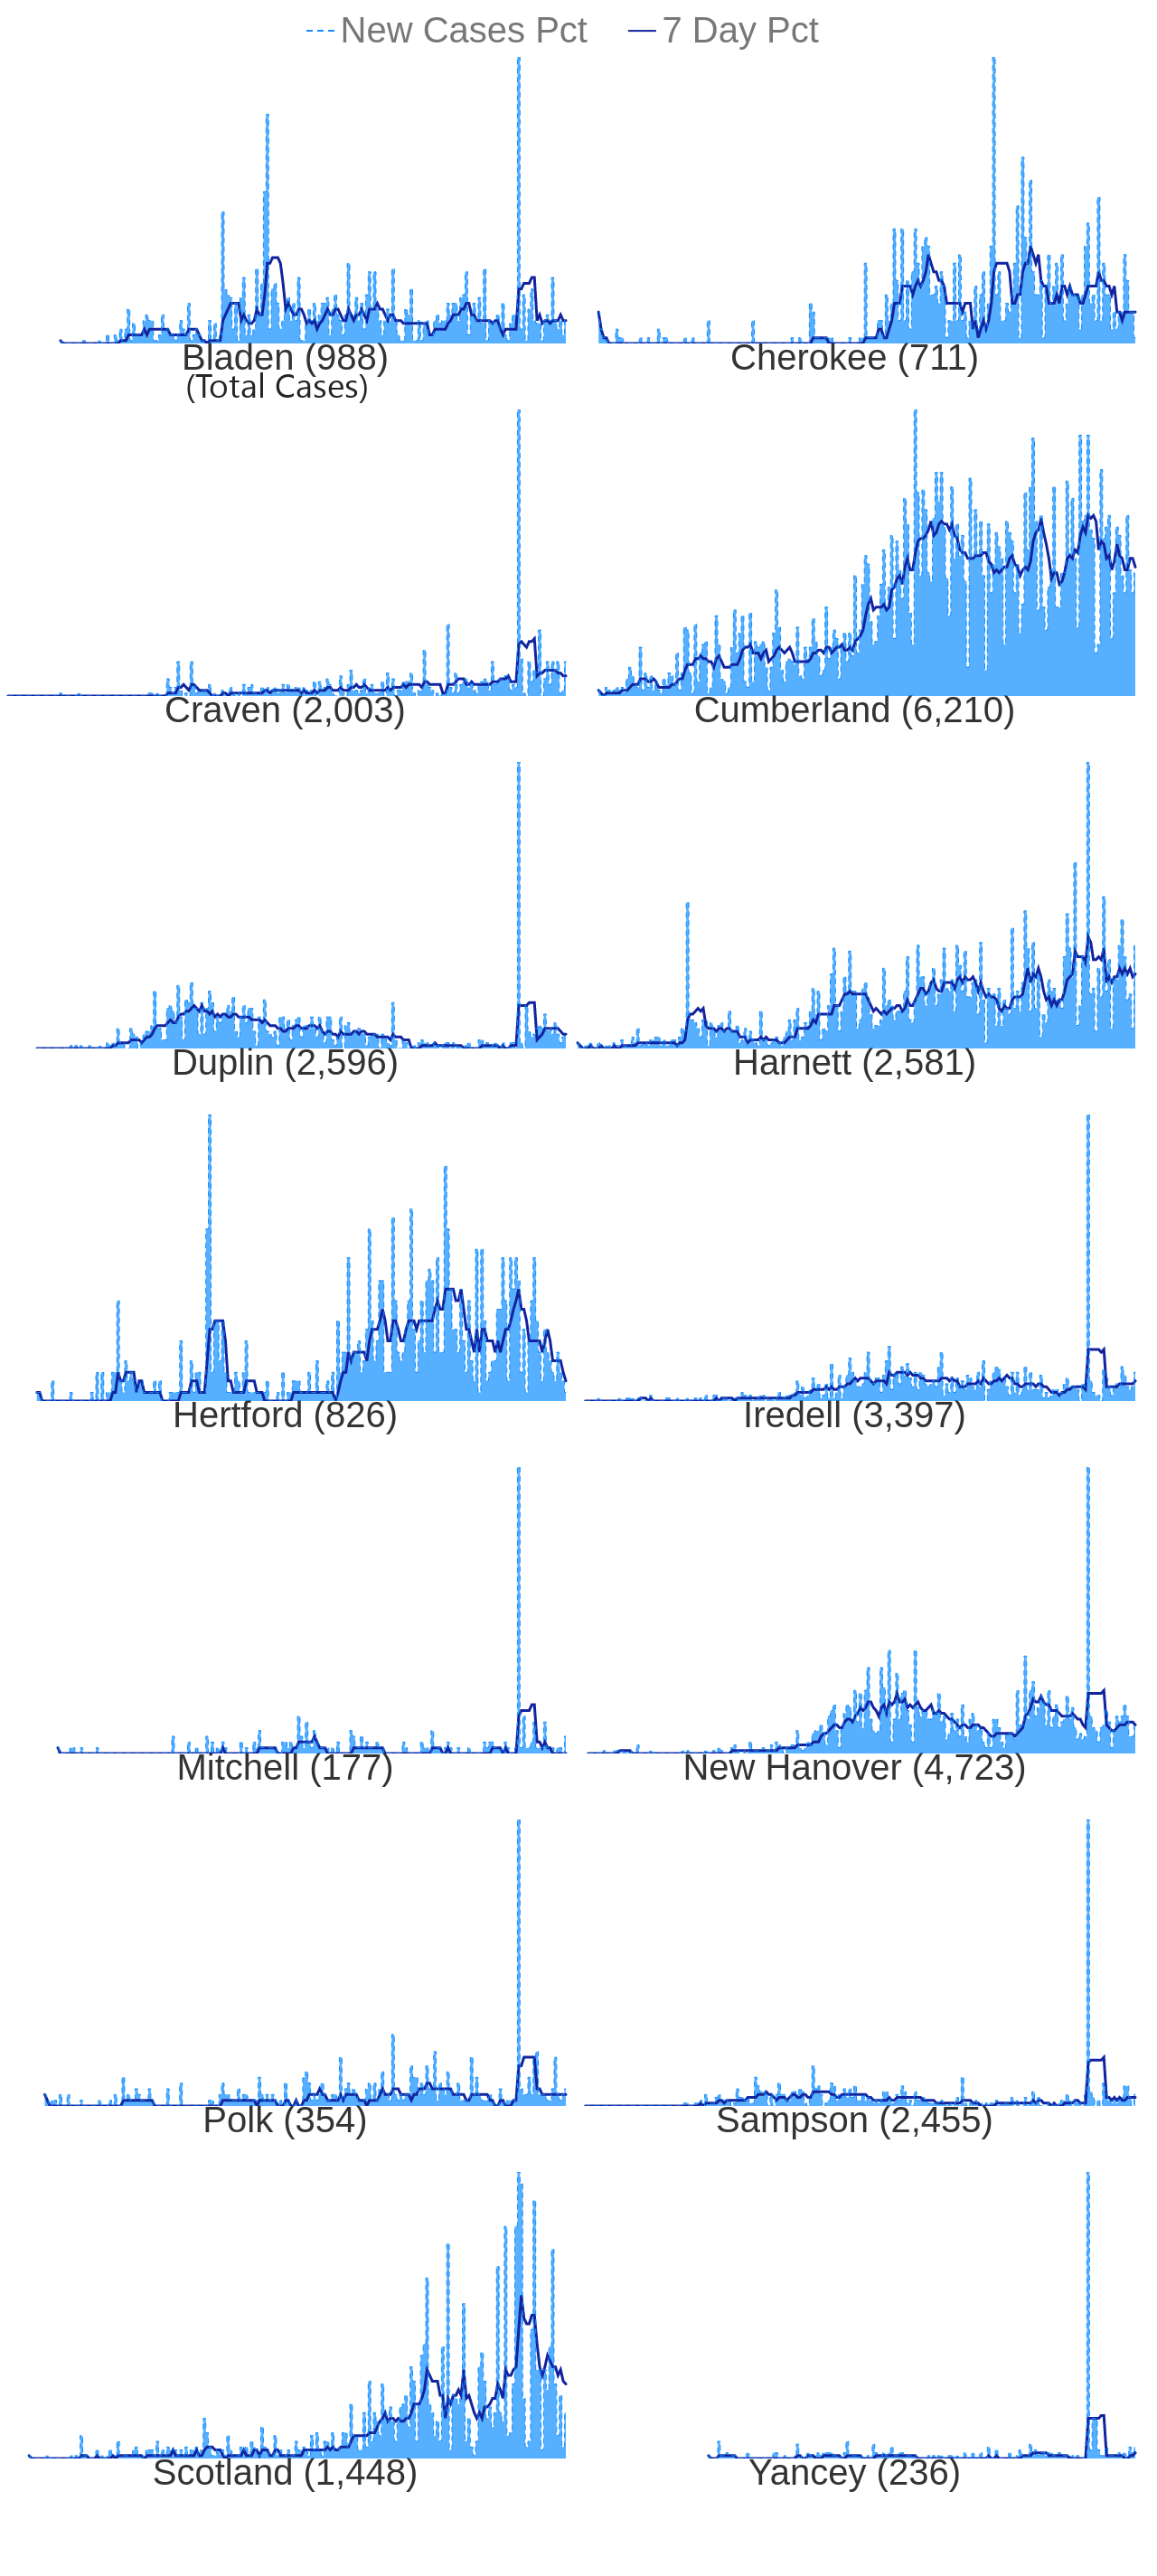 New Cases Pct 7 Day Pct
Bladen (988) Cherokee (711)
(Total Cases)
Craven (2,003) Cumberland (6,210)
Duplin (2,596) Harnett (2,581)
Hertford (826) Iredell (3,397)
Mitchell (177) New Hanover (4,723)
Polk (354) Sampson (2,455)
Scotland (1,448) Yancey (236)